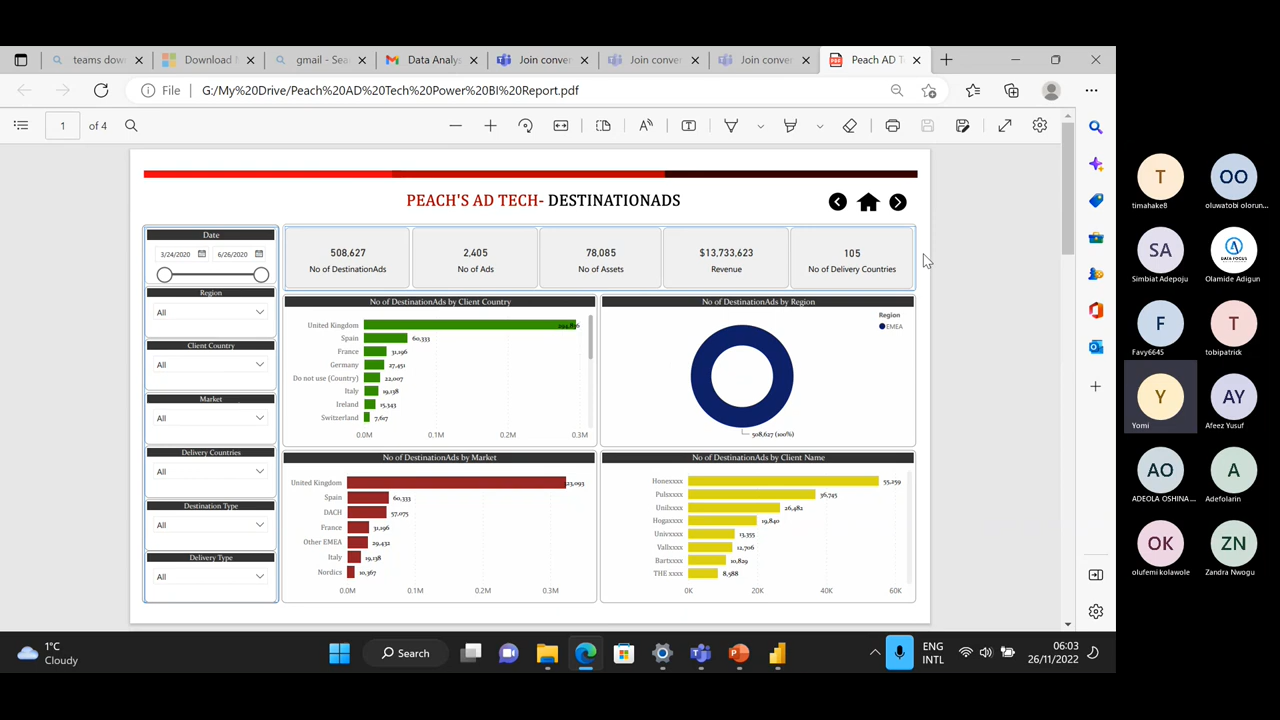 teams dow
Download
gmail - Sea
Data Analys
Join conver
Join conver
Join conver
Peach AD T
File
G:/My%20Drive/Peach%20AD%20Tech%20Power%20BI%20Report.pdf
1
of 4
PEACH'S AD TECH- DESTINATIONADS
Date
3/24/2020
6/26/2020
Region
All
Client Country
All
Market
All
Delivery Countries
All
Destination Type
All
Delivery Type
All
508,627
No of DestinationAds
2,405
No of Ads
78,085
No of Assets
$13,733,623
Revenue
105
No of Delivery Countries
No of DestinationAds by Client Country
United Kingdom
Spain 60,333
France 31,196
Germany 27,451
Do not use (Country) 22,007
Italy 19,138
Ireland 15,343
Switzerland 7,617
0.0M 0.1M 0.2M 0.3M
No of DestinationAds by Region
Region
EMEA
508,627 (100%)
No of DestinationAds by Market
United Kingdom
Spain 60,333
DACH 57,075
France 31,196
Other EMEA 29,432
Italy 19,138
Nordics 10,367
0.0M 0.1M 0.2M 0.3M
No of DestinationAds by Client Name
Honexxxx 55,259
Pulsxxxx 36,745
Unilxxxx 26,482
Hogaxxxx 19,840
Univxxxx 13,355
Vallxxxx 12,706
Bartxxxx 10,829
THE xxxx 8,588
0K 20K 40K 60K
T
timahake8
OO
oluwatobi olorun...
SA
Simbiat Adepoju
DATA FOCUS
Olamide Adigun
F
Favy6645
T
tobipatrick
Y
Yomi
AY
Afeez Yusuf
AO
ADEOLA OSHINA...
A
Adefolarin
OK
olufemi kolawole
ZN
Zandra Nwogu
1°C
Cloudy
Search
ENG
INTL
06:03
26/11/2022